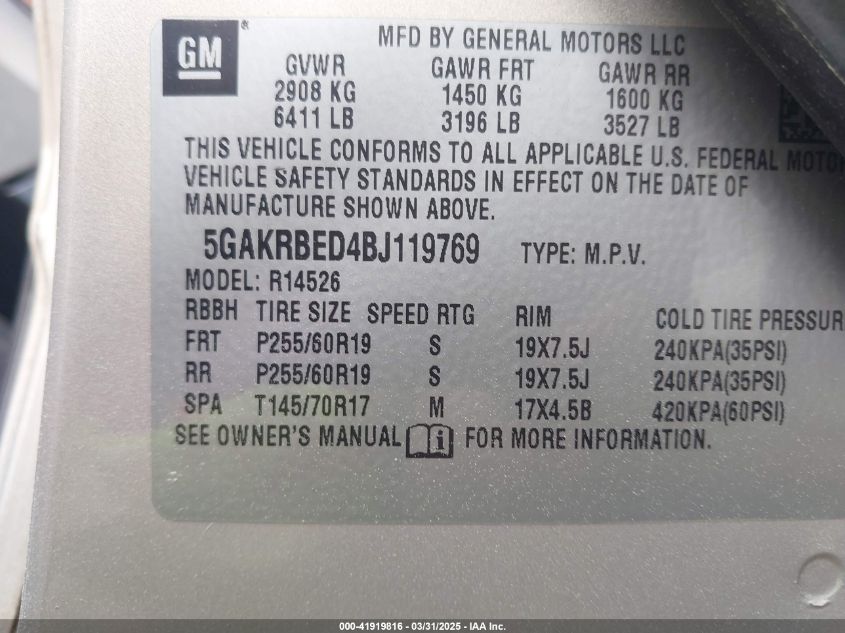 GM®
MFD BY GENERAL MOTORS LLC
GVWR GAWR FRT GAWR RR
2908 KG 1450 KG 1600 KG
6411 LB 3196 LB 3527 LB
THIS VEHICLE CONFORMS TO ALL APPLICABLE U.S. FEDERAL MOTOR
VEHICLE SAFETY STANDARDS IN EFFECT ON THE DATE OF
MANUFACTURE SHOWN ABOVE.
5GAKRBED4BJ119769 TYPE: M.P.V.
MODEL: R14526
RBBH TIRE SIZE SPEED RTG RIM COLD TIRE PRESSUR
FRT P255/60R19 S 19X7.5J 240KPA(35PSI)
RR P255/60R19 S 19X7.5J 240KPA(35PSI)
SPA T145/70R17 M 17X4.5B 420KPA(60PSI)
SEE OWNER'S MANUAL i FOR MORE INFORMATION.
000-41919816 - 03/31/2025 - IAA Inc.